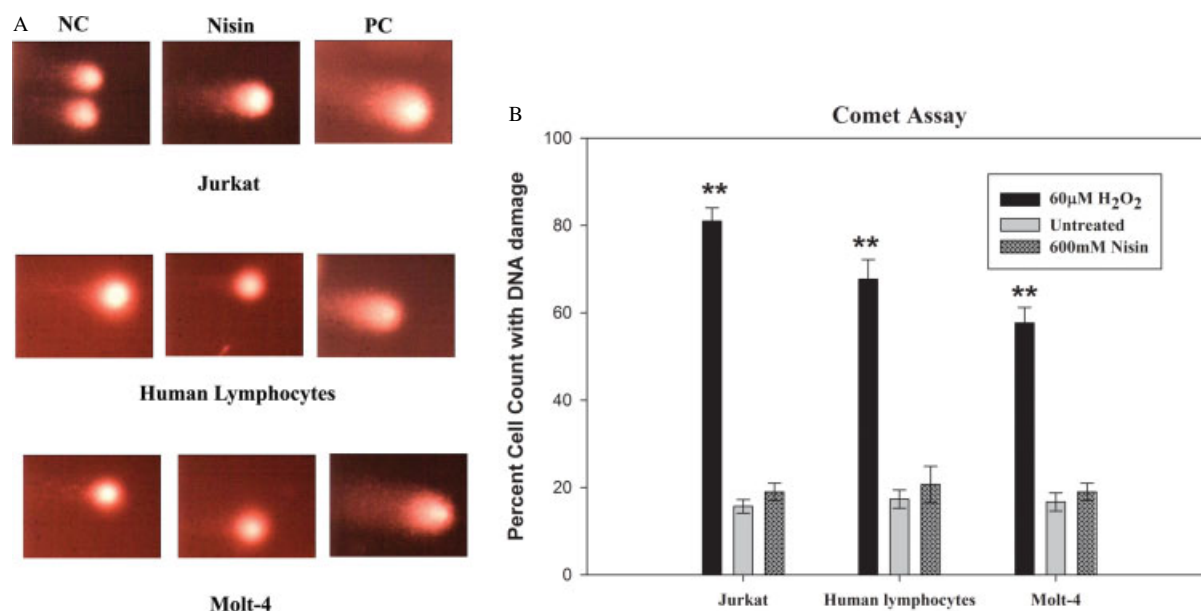 A
NC Nisin PC
Jurkat
Human Lymphocytes
Molt-4
B
Comet Assay
Percent Cell Count with DNA damage
100
80
60
40
20
0
**
**
**
60μM H2O2
Untreated
600mM Nisin
Jurkat Human lymphocytes Molt-4